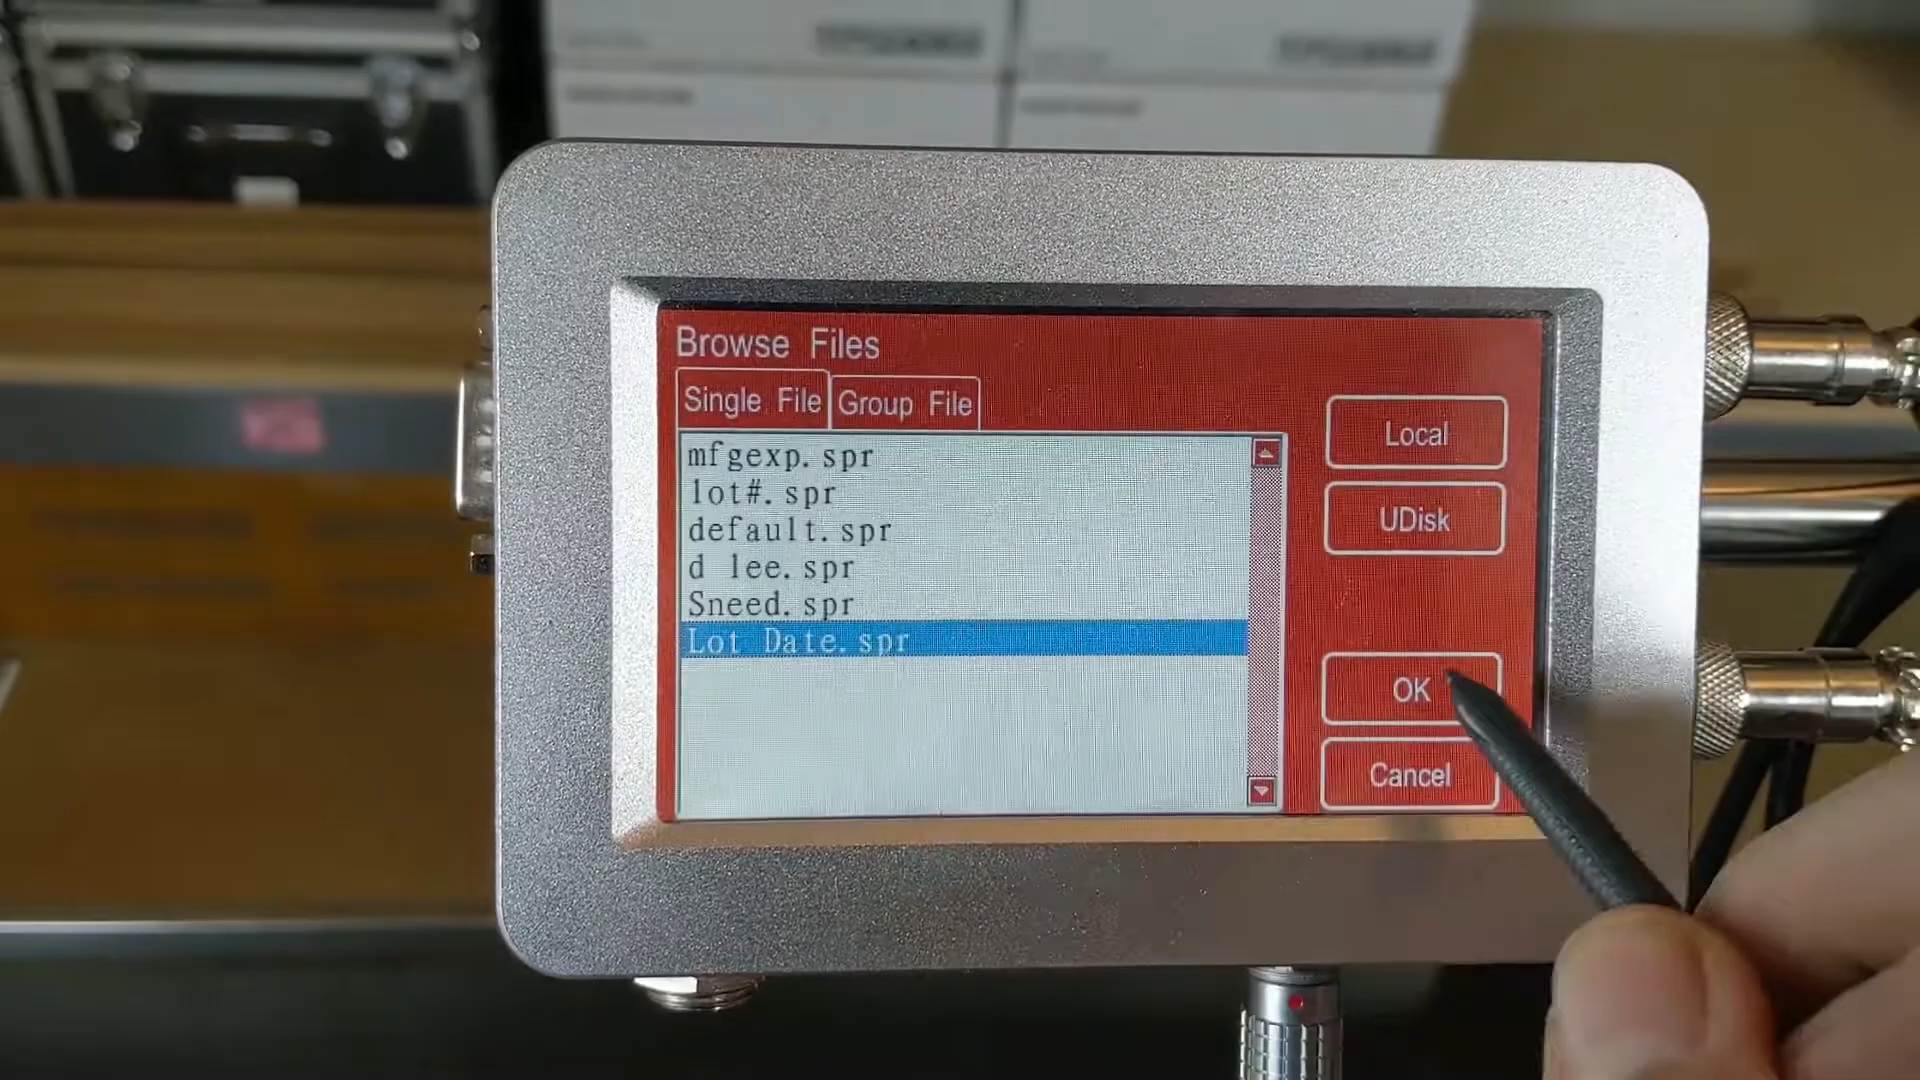 Browse Files
Single File
Group File
mfgexp.spr
lot#.spr
default.spr
d lee.spr
Sneed.spr
Lot Date.spr
Local
UDisk
OK
Cancel